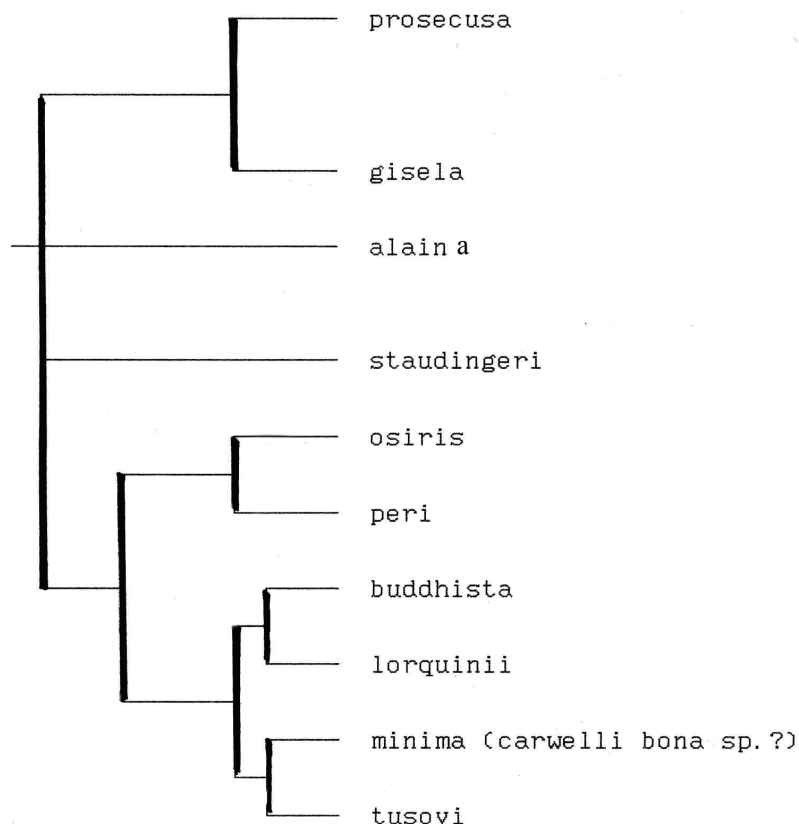 prosecusa
gisela
alain a
staudingeri
osiris
peri
buddhista
lorquinii
minima (carwelli bona sp.?)
tusovi